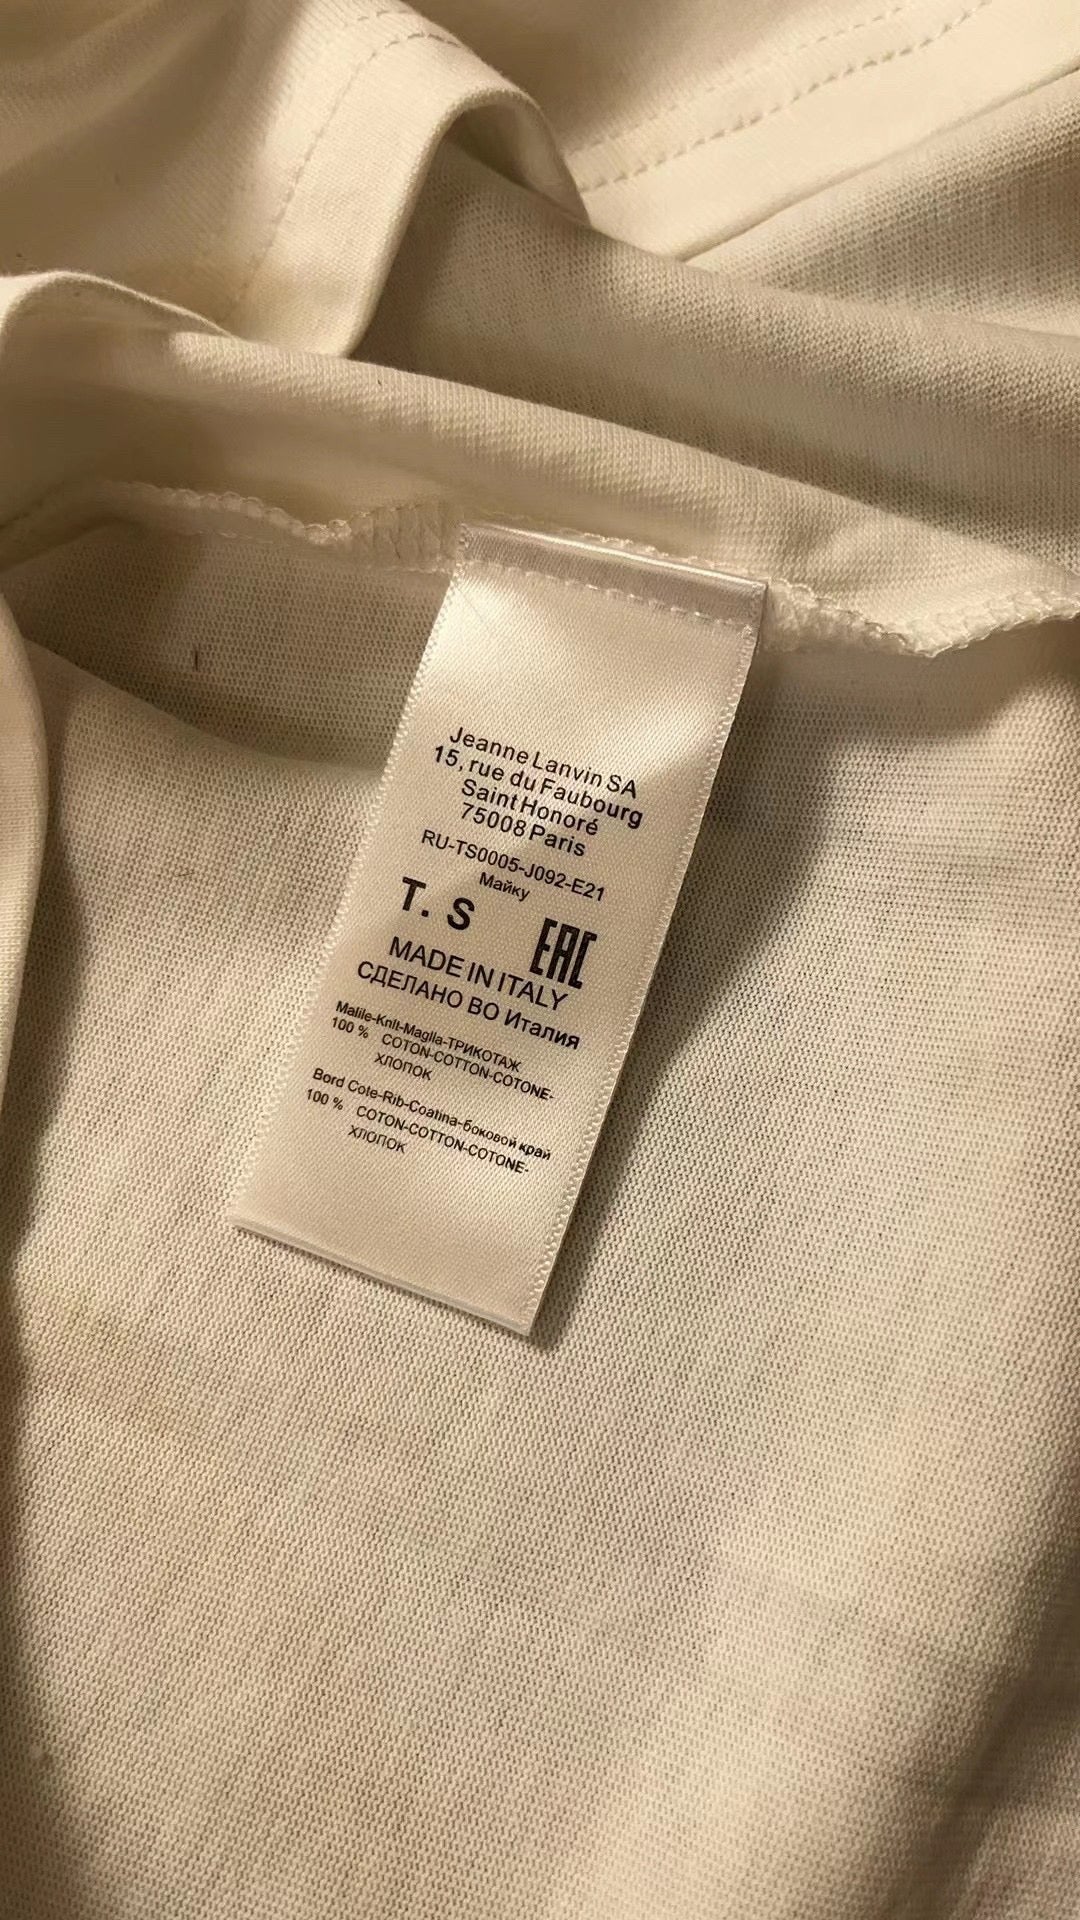 Jeanne Lanvin SA
15, rue du Faubourg
Saint Honoré
75008 Paris
RU-TS0005-J092-E21
Майку
T. S
EAC
MADE IN ITALY
СДЕЛАНО ВО Италия
Malile-Knit-Maglia-ТРИКОТАЖ
100 % COTON-COTTON-COTONE-
ХЛОПОК
Bord Cote-Rib-Coatina-боковой край
100 % COTON-COTTON-COTONE-
ХЛОПОК